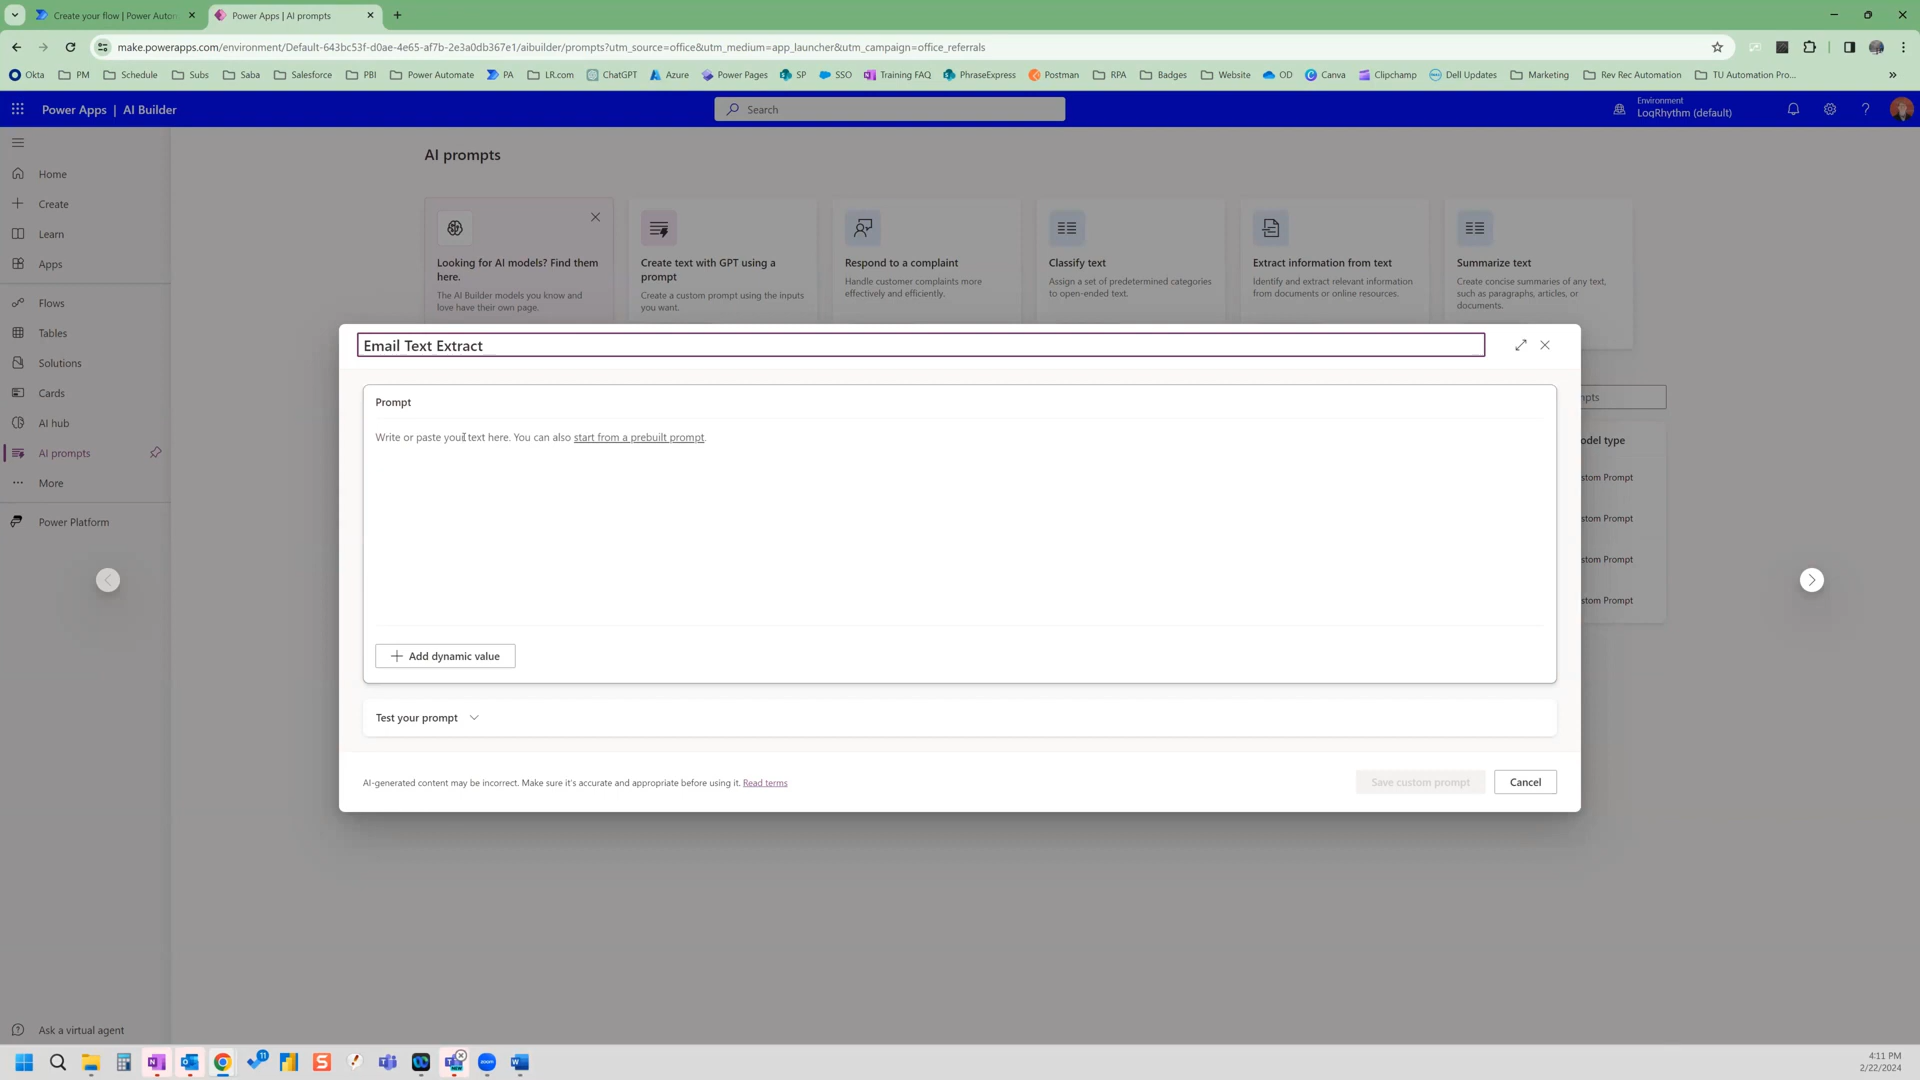 Create your flow | Power Autom
Power Apps | AI prompts
make.powerapps.com/environment/Default-643bc53f-d0ae-4e65-af7b-2e3a0db367e1/aibuilder/prompts?utm_source=office&utm_medium=app_launcher&utm_campaign=office_referrals
Okta PM Schedule Subs Saba Salesforce PBI Power Automate PA LR.com ChatGPT Azure Power Pages SP SSO Training FAQ PhraseExpress Postman RPA Badges Website OD Canva Clipchamp Dell Updates Marketing Rev Rec Automation TU Automation Pro...
Power Apps | AI Builder
Search
Environment
LogRhythm (default)
Home
Create
Learn
Apps
Flows
Tables
Solutions
Cards
AI hub
AI prompts
More
Power Platform
Ask a virtual agent
AI prompts
Looking for AI models? Find them
here.
The AI Builder models you know and
love have their own page.
Create text with GPT using a
prompt
Create a custom prompt using the inputs
you want.
Respond to a complaint
Handle customer complaints more
effectively and efficiently.
Classify text
Assign a set of predetermined categories
to open-ended text.
Extract information from text
Identify and extract relevant information
from documents or online resources.
Summarize text
Create concise summaries of any text,
such as paragraphs, articles, or
documents.
mpts
odel type
stom Prompt
stom Prompt
stom Prompt
stom Prompt
Email Text Extract
Prompt
Write or paste your text here. You can also start from a prebuilt prompt.
Add dynamic value
Test your prompt
AI-generated content may be incorrect. Make sure it's accurate and appropriate before using it. Read terms
Save custom prompt
Cancel
11
NEW
zoom
4:11 PM
2/22/2024